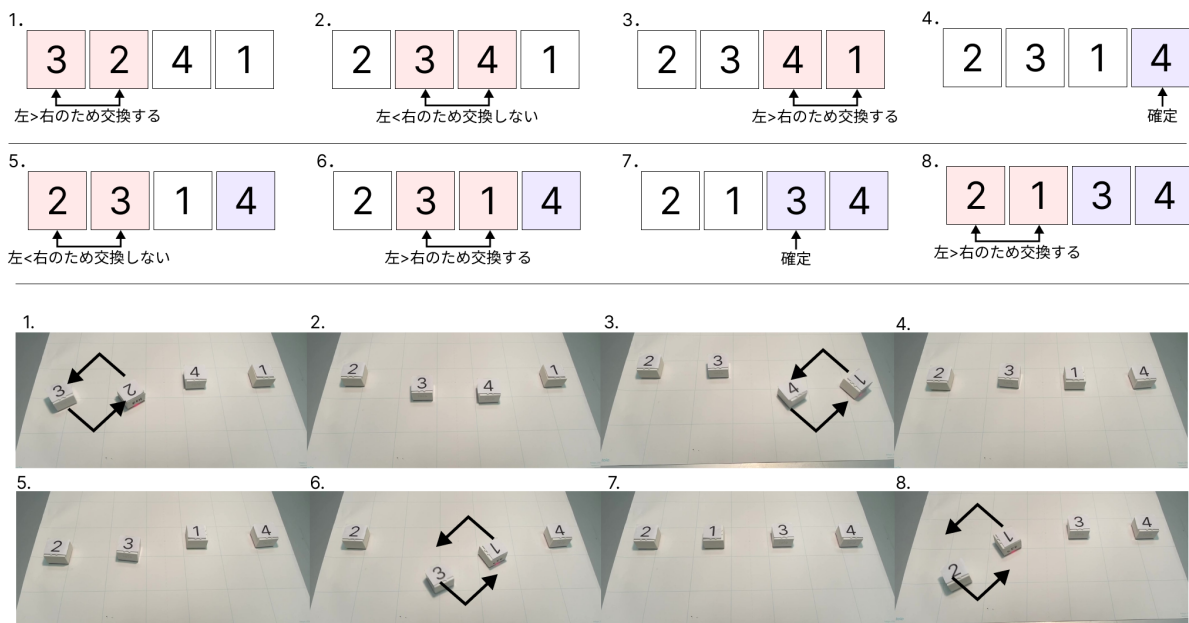 1.
2.
3.
4.
3 2 4 1
2 3 4 1
2 3 4 1
2 3 1 4
左>右のため交換する
左<右のため交換しない
左>右のため交換する
確定
5.
6.
7.
8.
2 3 1 4
2 3 1 4
2 1 3 4
2 1 3 4
左<右のため交換しない
左>右のため交換する
確定
左>右のため交換する
1.
2.
3.
4.
3 2 4 1
2 3 4 1
2 3 4 1
2 3 1 4
5.
6.
7.
8.
2 3 1 4
2 3 1 4
2 1 3 4
2 1 3 4